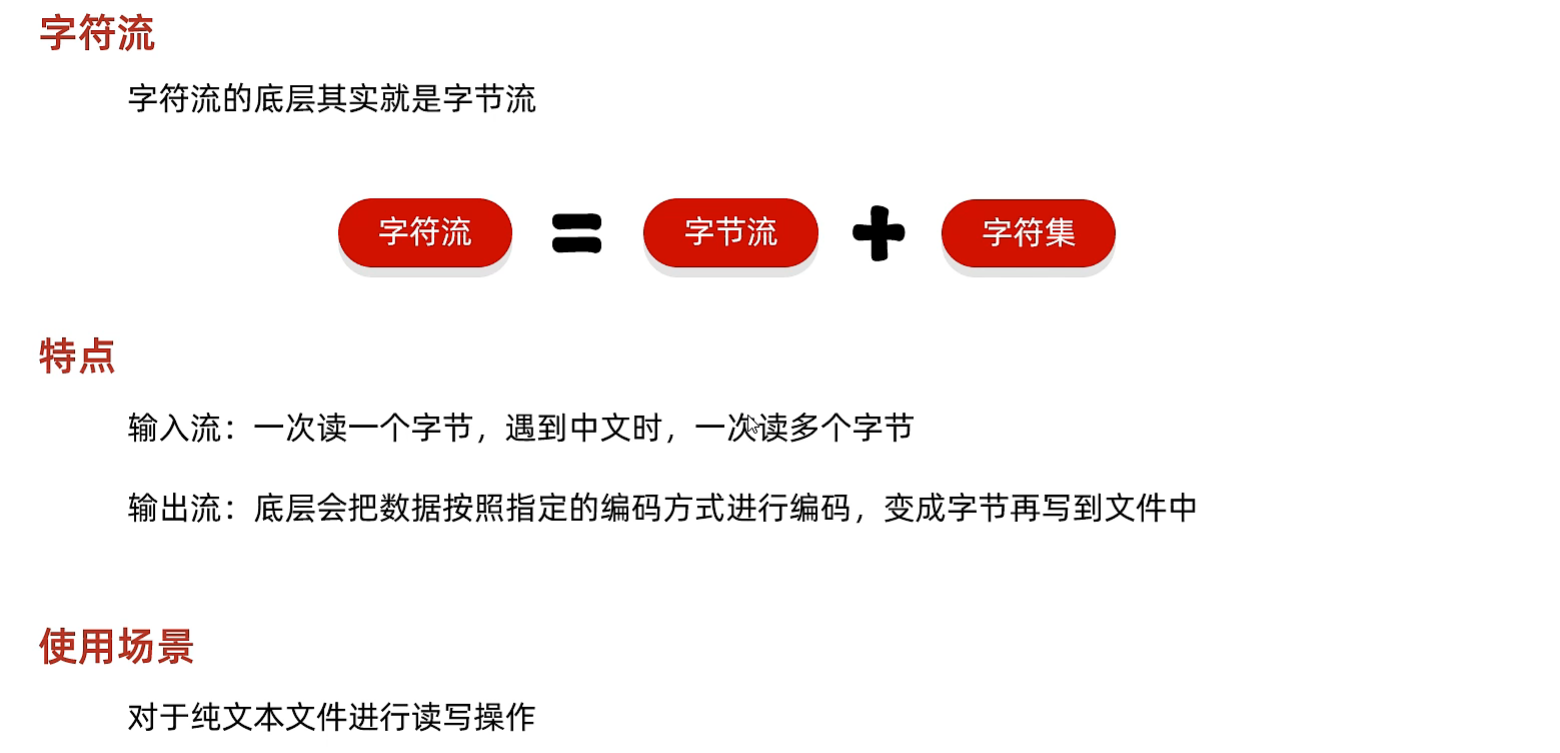 字符流
字符流的底层其实就是字节流
字符流 = 字节流 + 字符集
特点
输入流：一次读一个字节，遇到中文时，一次读多个字节
输出流：底层会把数据按照指定的编码方式进行编码，变成字节再写到文件中
使用场景
对于纯文本文件进行读写操作